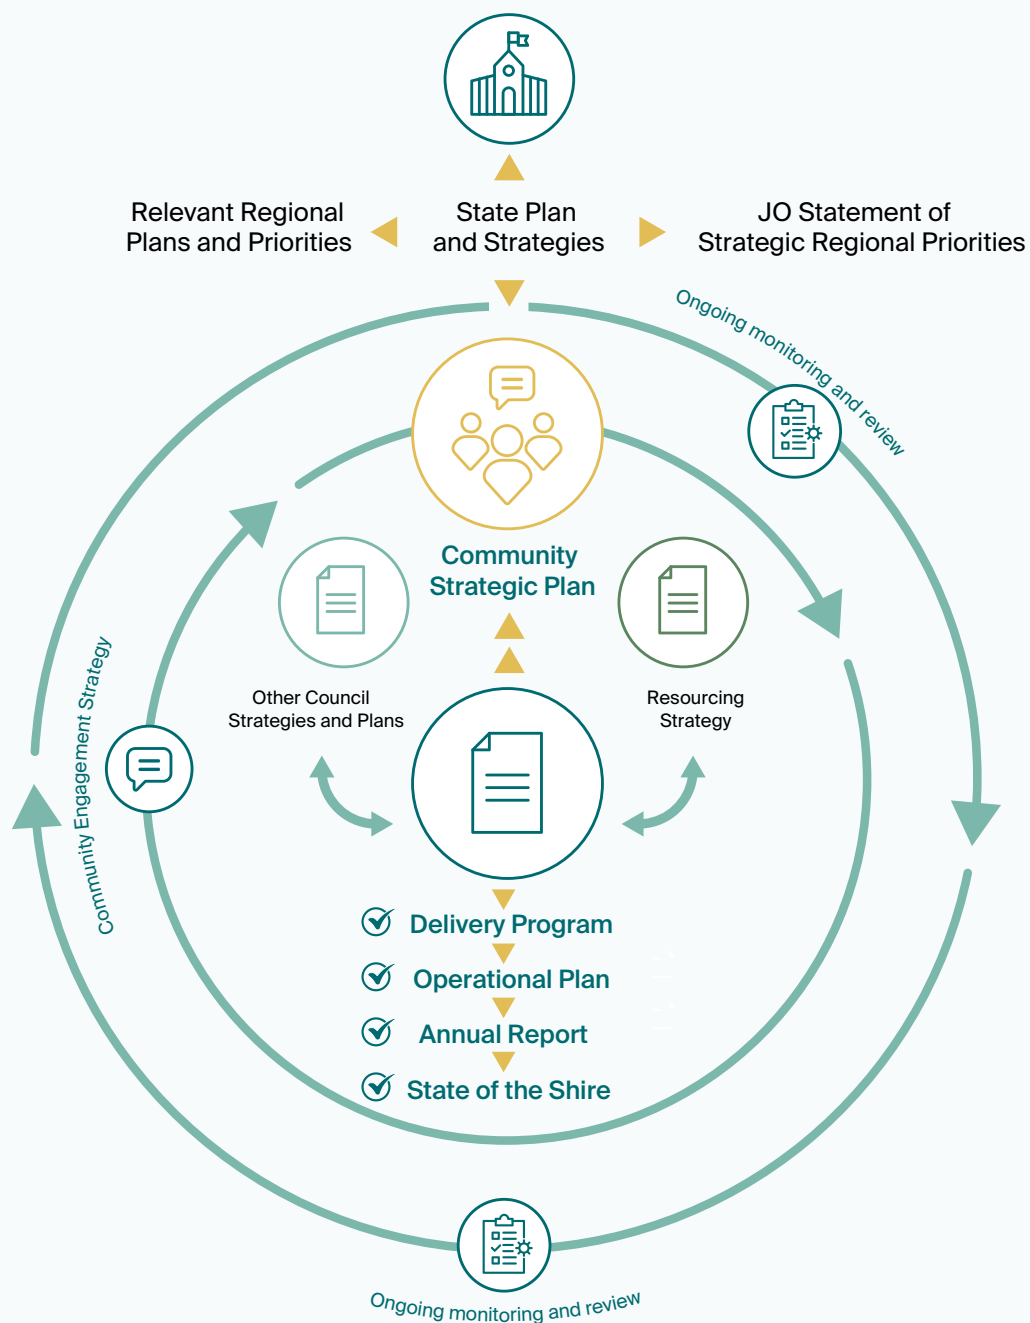 Relevant Regional
Plans and Priorities
State Plan
and Strategies
JO Statement of
Strategic Regional Priorities
Ongoing monitoring and review
Community
Strategic Plan
Other Council
Strategies and Plans
Resourcing
Strategy
Community Engagement Strategy
Delivery Program
Operational Plan
Annual Report
State of the Shire
Ongoing monitoring and review